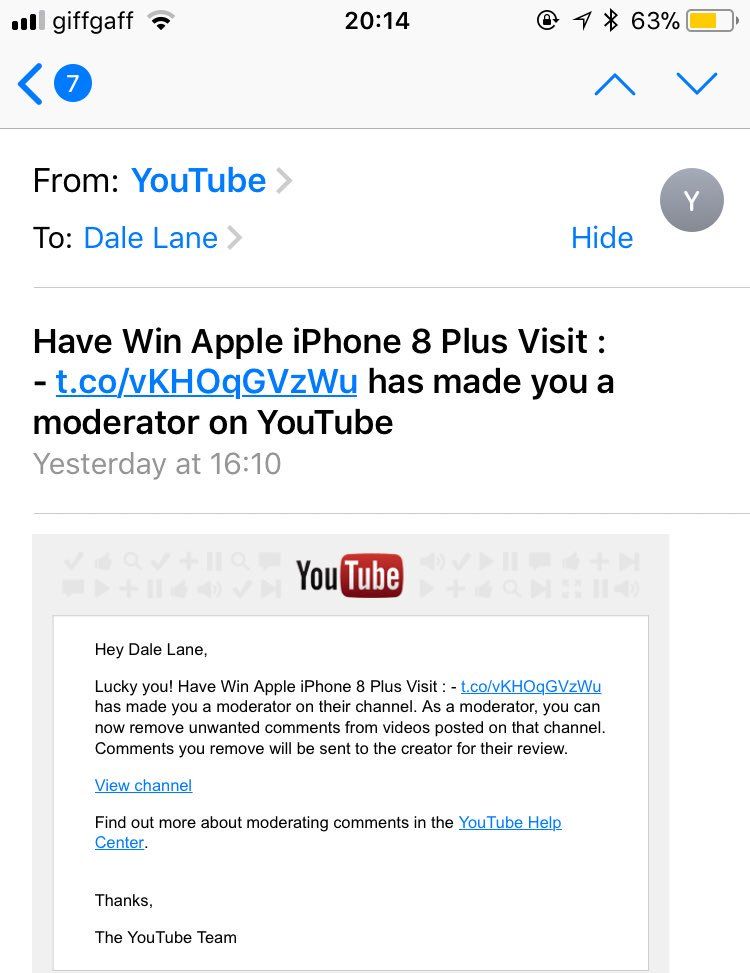 giffgaff 20:14 63%
7
From: YouTube
Y
To: Dale Lane Hide
Have Win Apple iPhone 8 Plus Visit :
- t.co/vKHOqGVzWu has made you a
moderator on YouTube
Yesterday at 16:10
YouTube
Hey Dale Lane,
Lucky you! Have Win Apple iPhone 8 Plus Visit : - t.co/vKHOqGVzWu
has made you a moderator on their channel. As a moderator, you can
now remove unwanted comments from videos posted on that channel.
Comments you remove will be sent to the creator for their review.
View channel
Find out more about moderating comments in the YouTube Help
Center.
Thanks,
The YouTube Team